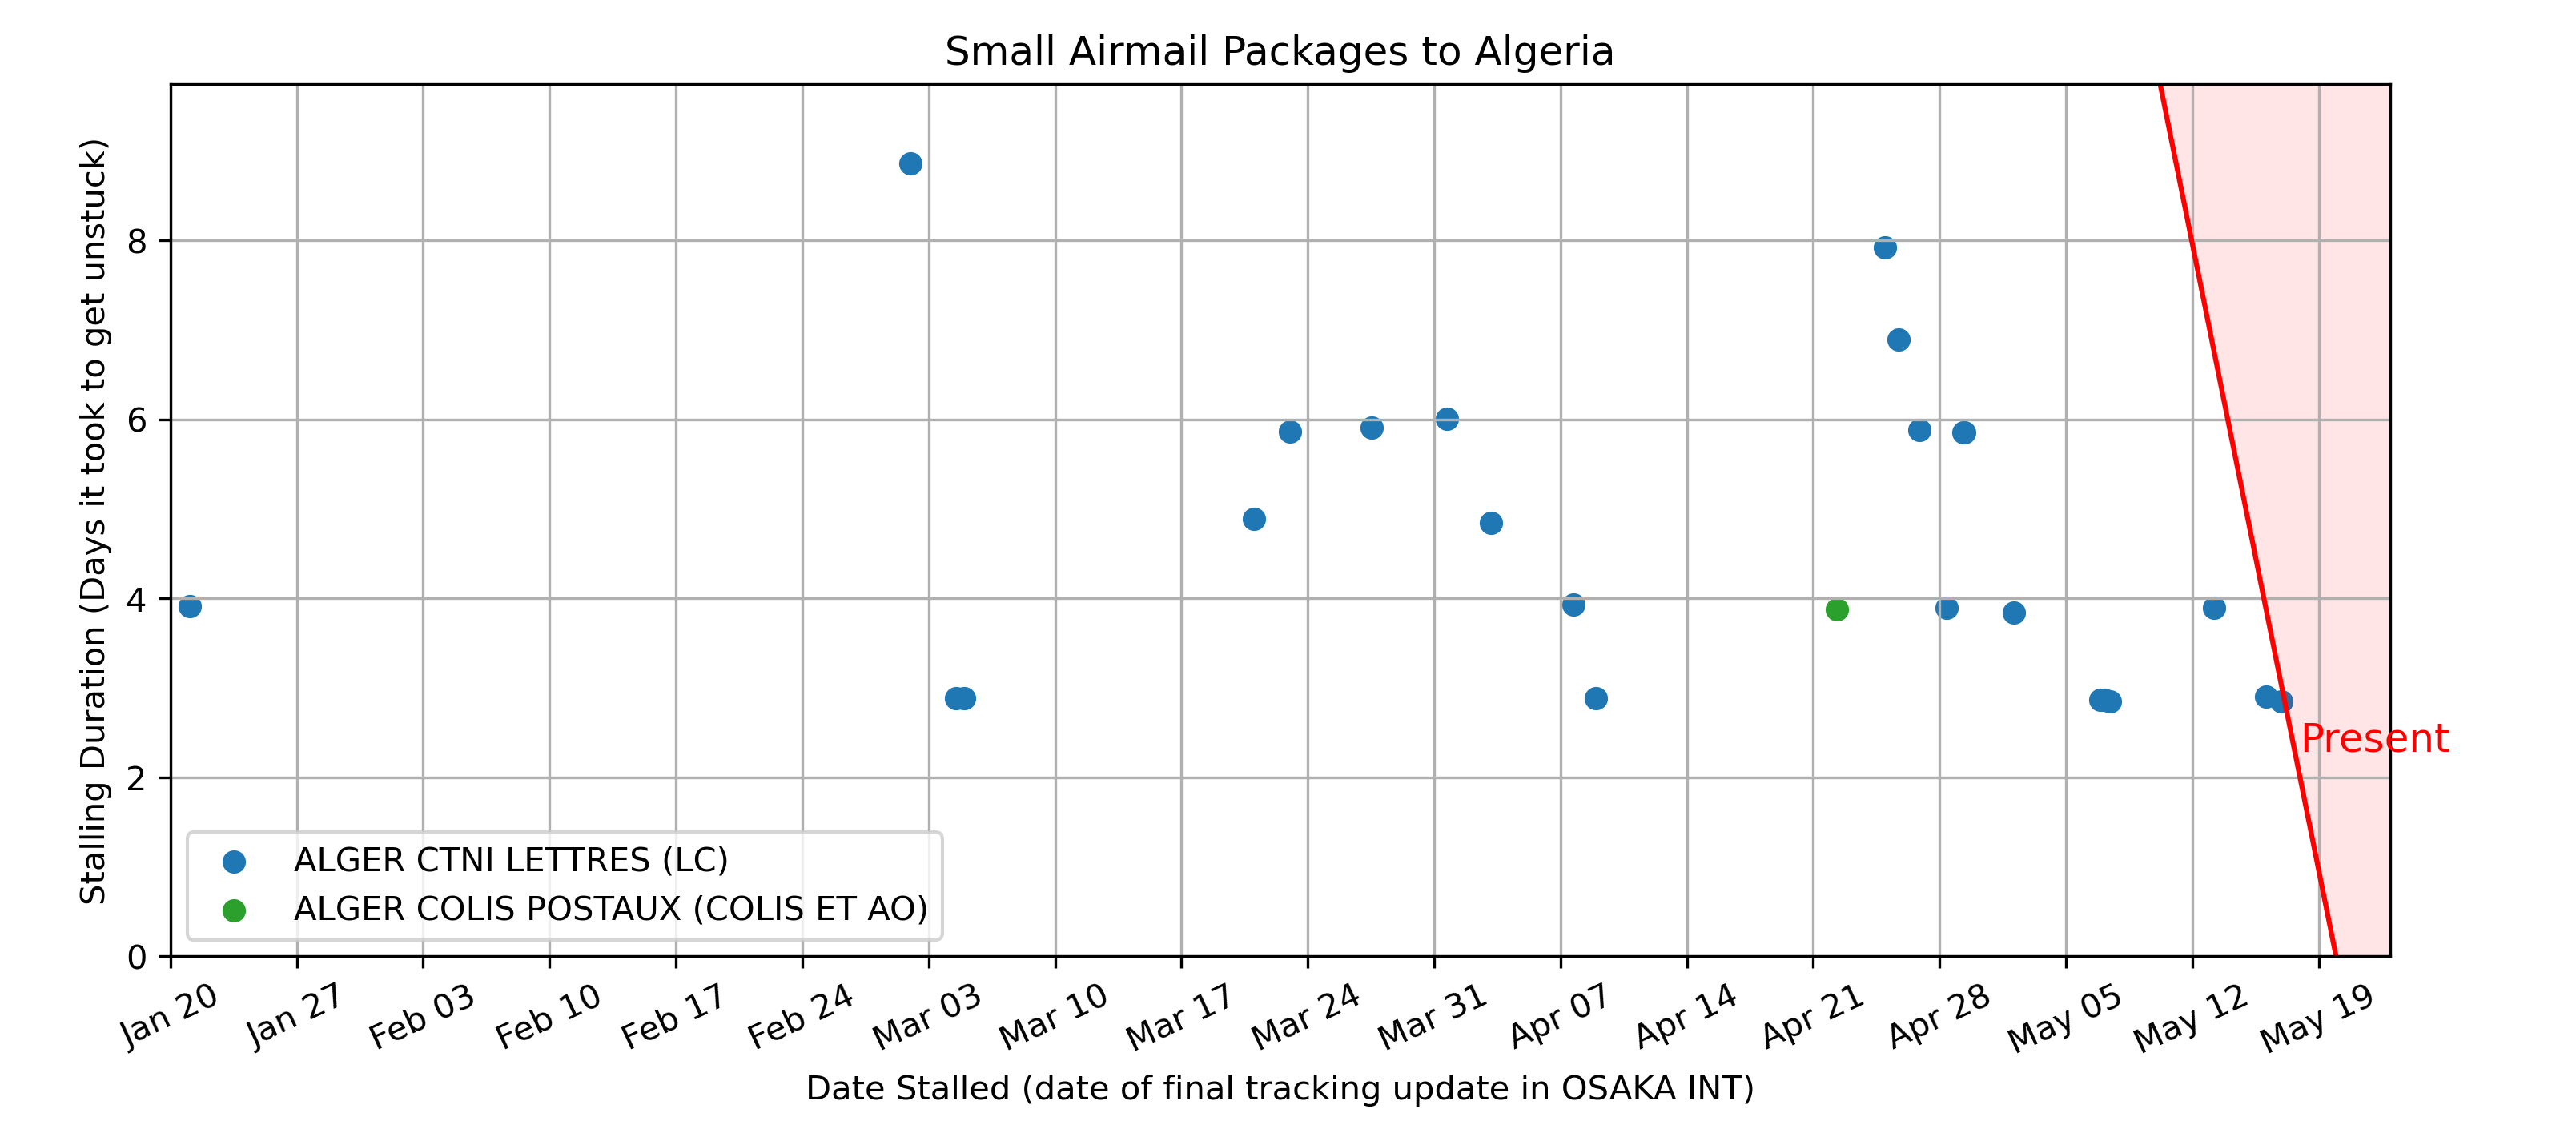 Small Airmail Packages to Algeria
Stalling Duration (Days it took to get unstuck)
8
6
4
2
0
Present
ALGER CTNI LETTRES (LC)
ALGER COLIS POSTAUX (COLIS ET AO)
Jan 20
Jan 27
Feb 03
Feb 10
Feb 17
Feb 24
Mar 03
Mar 10
Mar 17
Mar 24
Mar 31
Apr 07
Apr 14
Apr 21
Apr 28
May 05
May 12
May 19
Date Stalled (date of final tracking update in OSAKA INT)